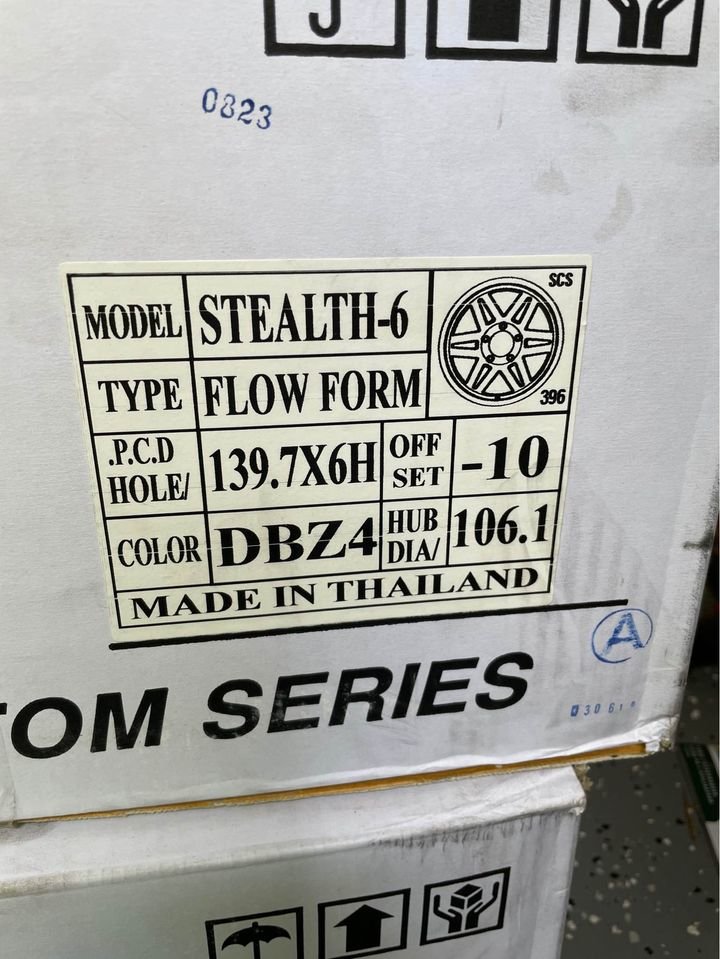 0823
SCS
MODEL STEALTH-6
TYPE FLOW FORM
396
.P.C.D HOLE/ 139.7X6H OFF SET -10
COLOR DBZ4 HUB DIA/ 106.1
MADE IN THAILAND
A
TOM SERIES